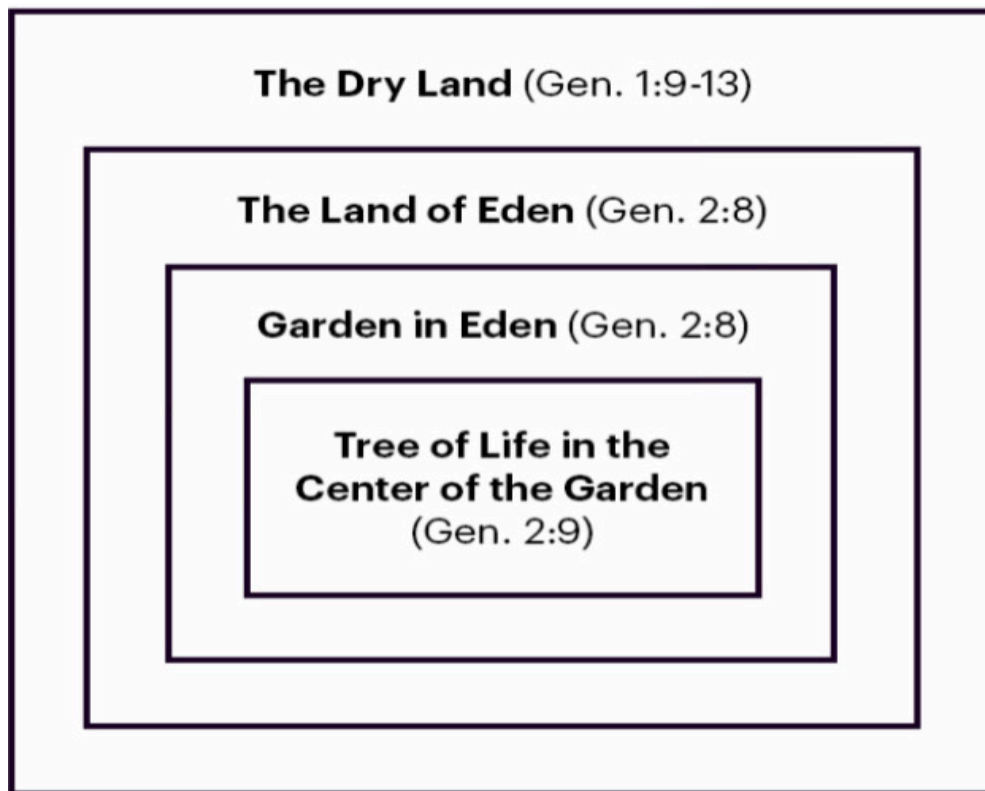 The Dry Land (Gen. 1:9-13)
The Land of Eden (Gen. 2:8)
Garden in Eden (Gen. 2:8)
Tree of Life in the
Center of the Garden
(Gen. 2:9)